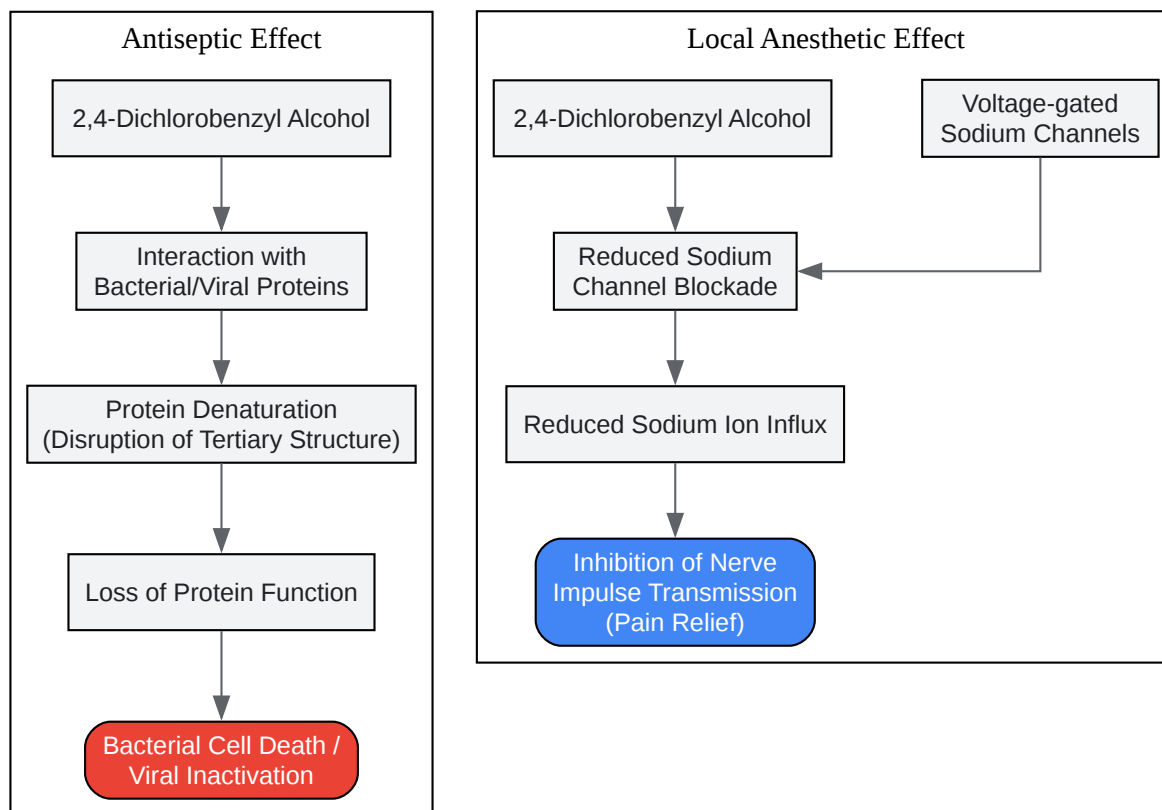 Antiseptic Effect
2,4-Dichlorobenzyl Alcohol
Interaction with
Bacterial/Viral Proteins
Protein Denaturation
(Disruption of Tertiary Structure)
Loss of Protein Function
Bacterial Cell Death /
Viral Inactivation
Local Anesthetic Effect
2,4-Dichlorobenzyl Alcohol
Voltage-gated
Sodium Channels
Reduced Sodium
Channel Blockade
Reduced Sodium Ion Influx
Inhibition of Nerve
Impulse Transmission
(Pain Relief)